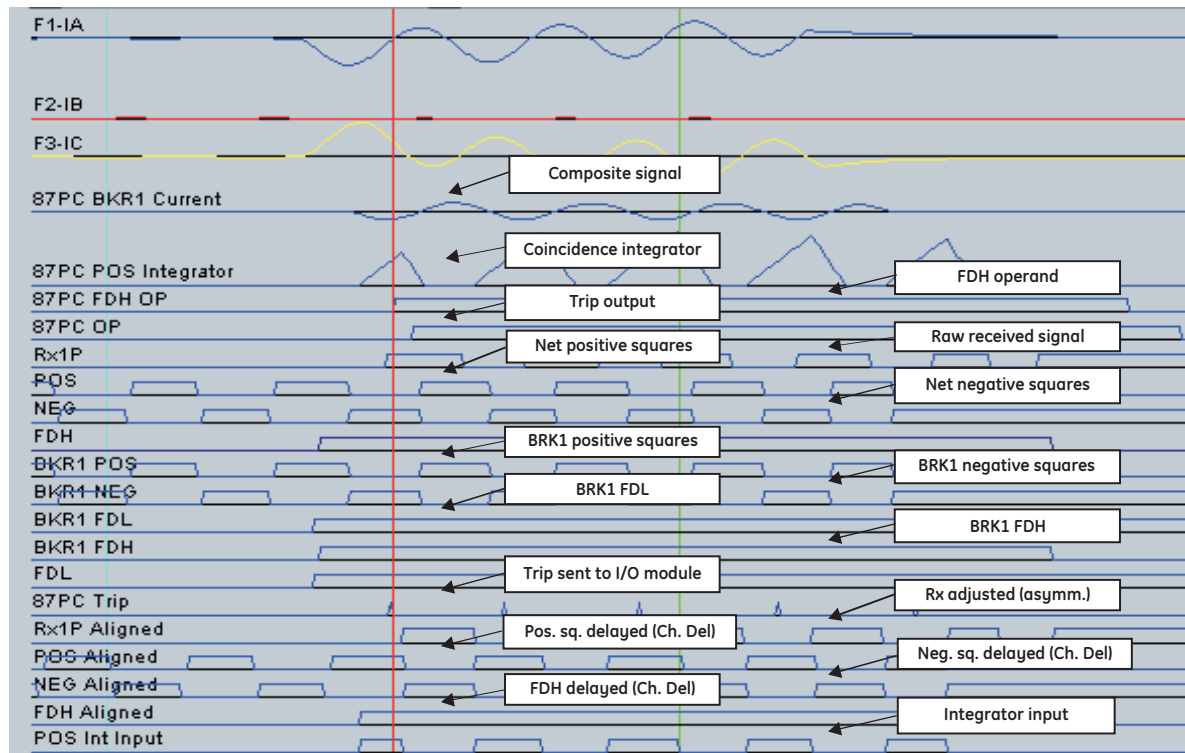 F1-IA
F2-IB
F3-IC
Composite signal
87PC BKR1 Current
Coincidence integrator
87PC POS Integrator
FDH operand
87PC FDH OP
Trip output
87PC OP
Raw received signal
Net positive squares
Rx1P
POS
Net negative squares
NEG
FDH
BRK1 positive squares
BKR1 POS
BRK1 negative squares
BKR1 NEG
BRK1 FDL
BKR1 FDL
BRK1 FDH
BKR1 FDH
FDL
Trip sent to I/O module
87PC Trip
Rx adjusted (asymm.)
Rx1P Aligned
Pos. sq. delayed (Ch. Del)
POS Aligned
Neg. sq. delayed (Ch. Del)
NEG Aligned
FDH delayed (Ch. Del)
FDH Aligned
Integrator input
POS Int Input